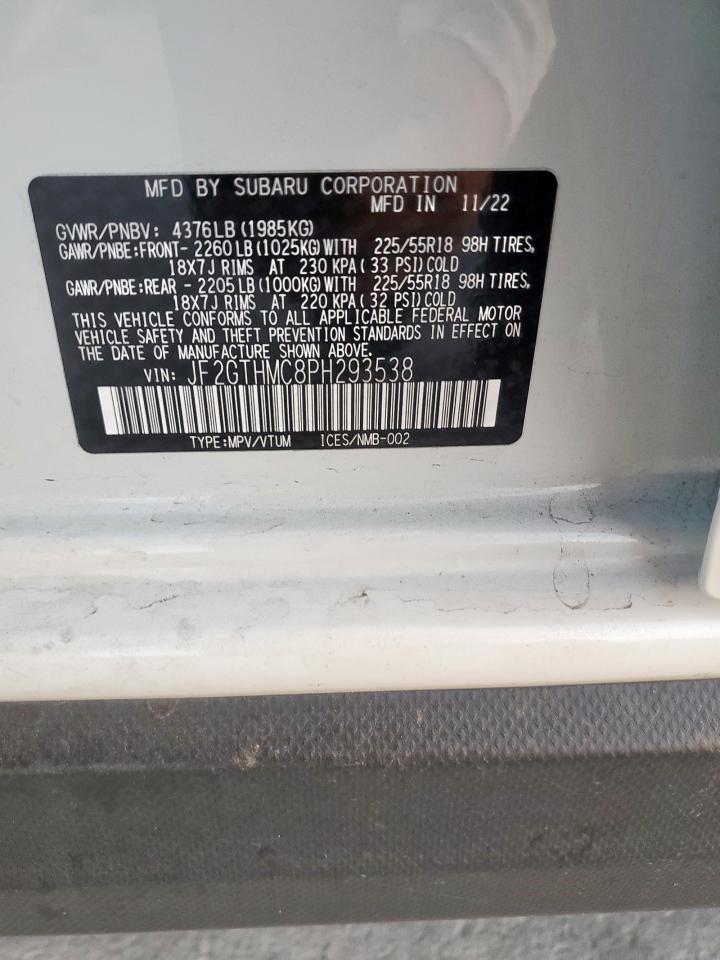 MFD BY SUBARU CORPORATION
MFD IN 11/22
GVWR/PNBV: 4376LB (1985KG)
GAWR/PNBE:FRONT- 2260LB (1025KG) WITH 225/55R18 98H TIRES,
18X7J RIMS AT 230 KPA ( 33 PSI) COLD
GAWR/PNBE:REAR - 2205LB (1000KG) WITH 225/55R18 98H TIRES,
18X7J RIMS AT 220 KPA ( 32 PSI) COLD
THIS VEHICLE CONFORMS TO ALL APPLICABLE FEDERAL MOTOR
VEHICLE SAFETY AND THEFT PREVENTION STANDARDS IN EFFECT ON
THE DATE OF MANUFACTURE SHOWN ABOVE.
VIN: JF2GTHMC8PH293538
TYPE:MPV/VTUM ICES/NMB-002